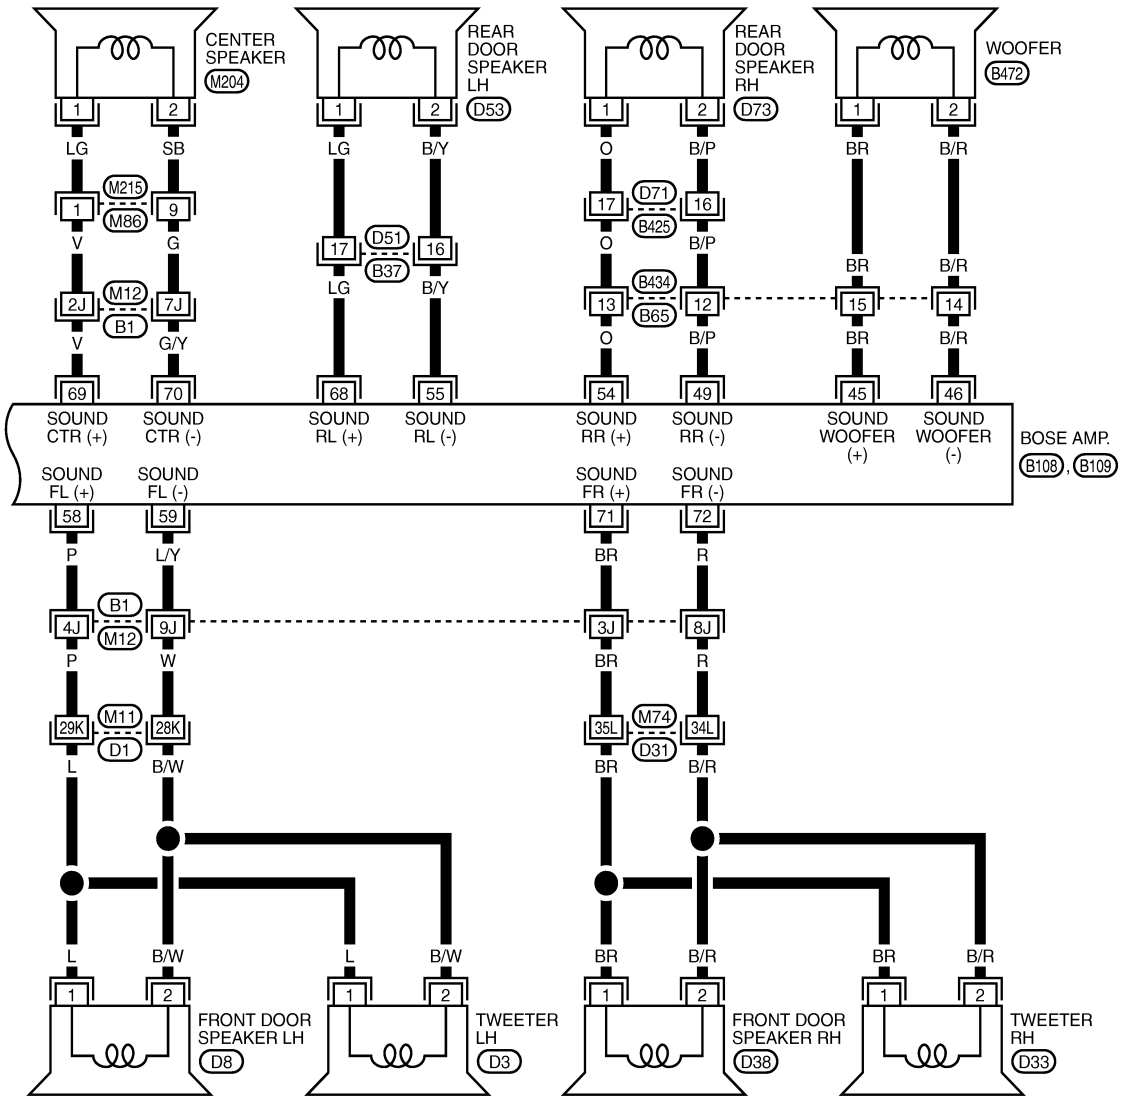 CENTER
SPEAKER
M204
REAR
DOOR
SPEAKER
LH
D53
REAR
DOOR
SPEAKER
RH
D73
WOOFER
B472
1 2 1 2 1 2 1 2
LG SB LG B/Y O B/P BR B/R
M215 D71
1 9 17 16
M86 B425
D51
17 16
B37
V G O B/P BR B/R
M12 LG B/Y B434
2J 7J 13 12 15 14
B1 B65
V G/Y O B/P BR B/R
69 70 68 55 54 49 45 46
SOUND SOUND SOUND SOUND SOUND SOUND SOUND SOUND
CTR (+) CTR (-) RL (+) RL (-) RR (+) RR (-) WOOFER WOOFER
(+) (-)
BOSE AMP.
B108 , B109
SOUND SOUND SOUND SOUND
FL (+) FL (-) FR (+) FR (-)
58 59 71 72
P L/Y BR R
B1
4J 9J 3J 8J
M12
P W BR R
M11 M74
29K 28K 35L 34L
D1 D31
L B/W BR B/R
L B/W L B/W BR B/R BR B/R
1 2 1 2 1 2 1 2
FRONT DOOR
SPEAKER LH
D8
TWEETER
LH
D3
FRONT DOOR
SPEAKER RH
D38
TWEETER
RH
D33